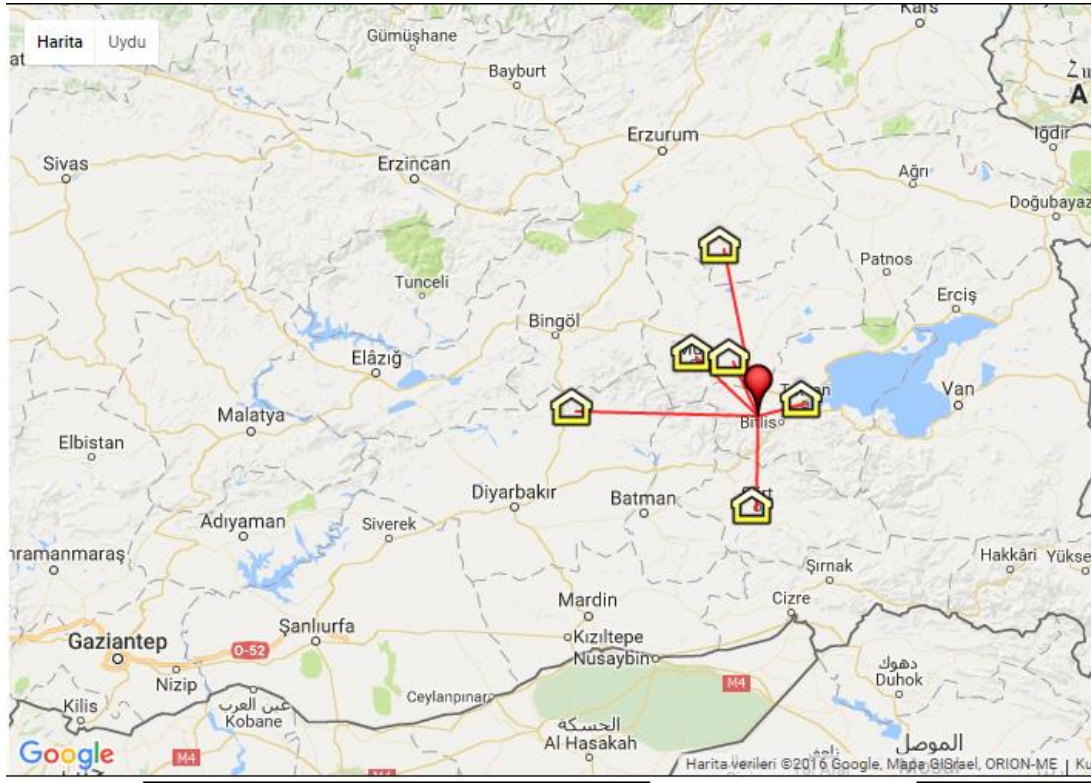 Kars
Harita Uydu
Gümüşhane
at
Bayburt
A
Iğdır
Erzurum
Sivas
Erzincan
Ağrı
Doğubayaz
Patnos
Tunceli
Erciş
Bingöl
Elâzığ
Van
Malatya
Bitlis
Elbistan
Diyarbakır
Batman
Adıyaman
Siverek
hramanmaraş
Hakkâri Yükse
Şırnak
Mardin
Cizre
Şanlıurfa
Gaziantep
O-52
Kızıltepe
Nusaybin
دهوك
Duhok
Nizip
M4
Ceylanpınar
Kilis
عين العرب
Kobane
الحسكة
Al Hasakah
الموصل
Google
M4
M4
Harita verileri ©2016 Google, Mapa GISrael, ORION-ME